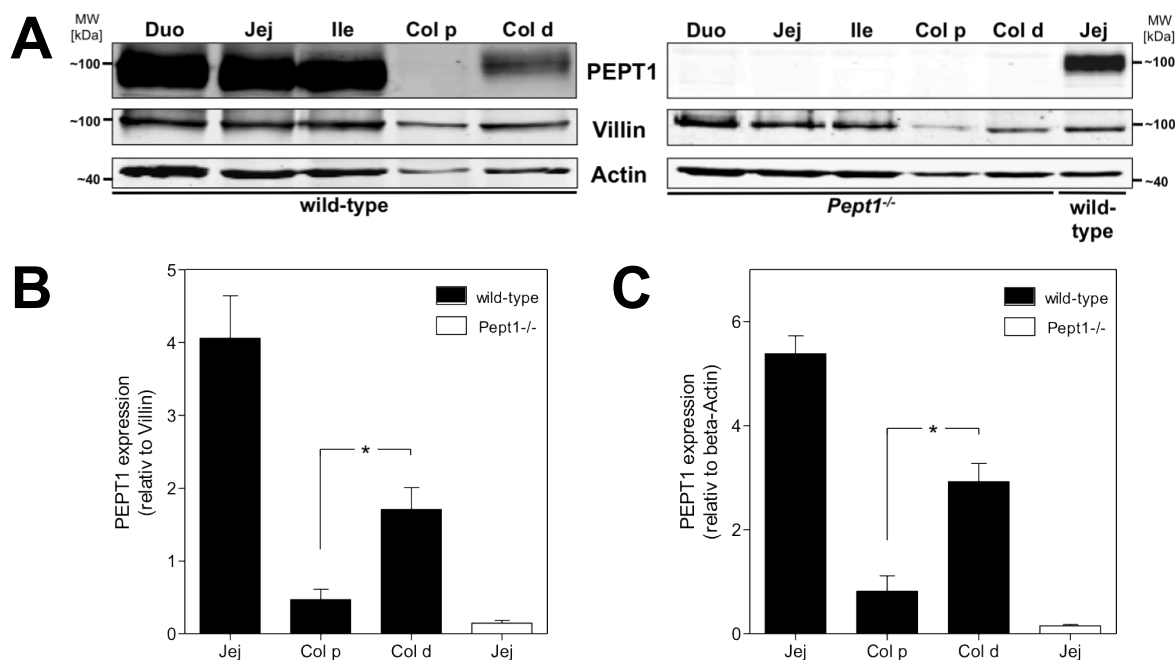 A
MW
[kDa]
Duo Jej Ile Col p Col d
Duo Jej Ile Col p Col d Jej
MW
[kDa]
~100
PEPT1
~100
~100
Villin
~100
~40
Actin
~40
wild-type
Pept1-/-
wild-
type
B
PEPT1 expression
(relativ to Villin)
5
4
3
2
1
0
wild-type
Pept1-/-
*
Jej Col p Col d Jej
C
PEPT1 expression
(relativ to beta-Actin)
6
4
2
0
wild-type
Pept1-/-
*
Jej Col p Col d Jej